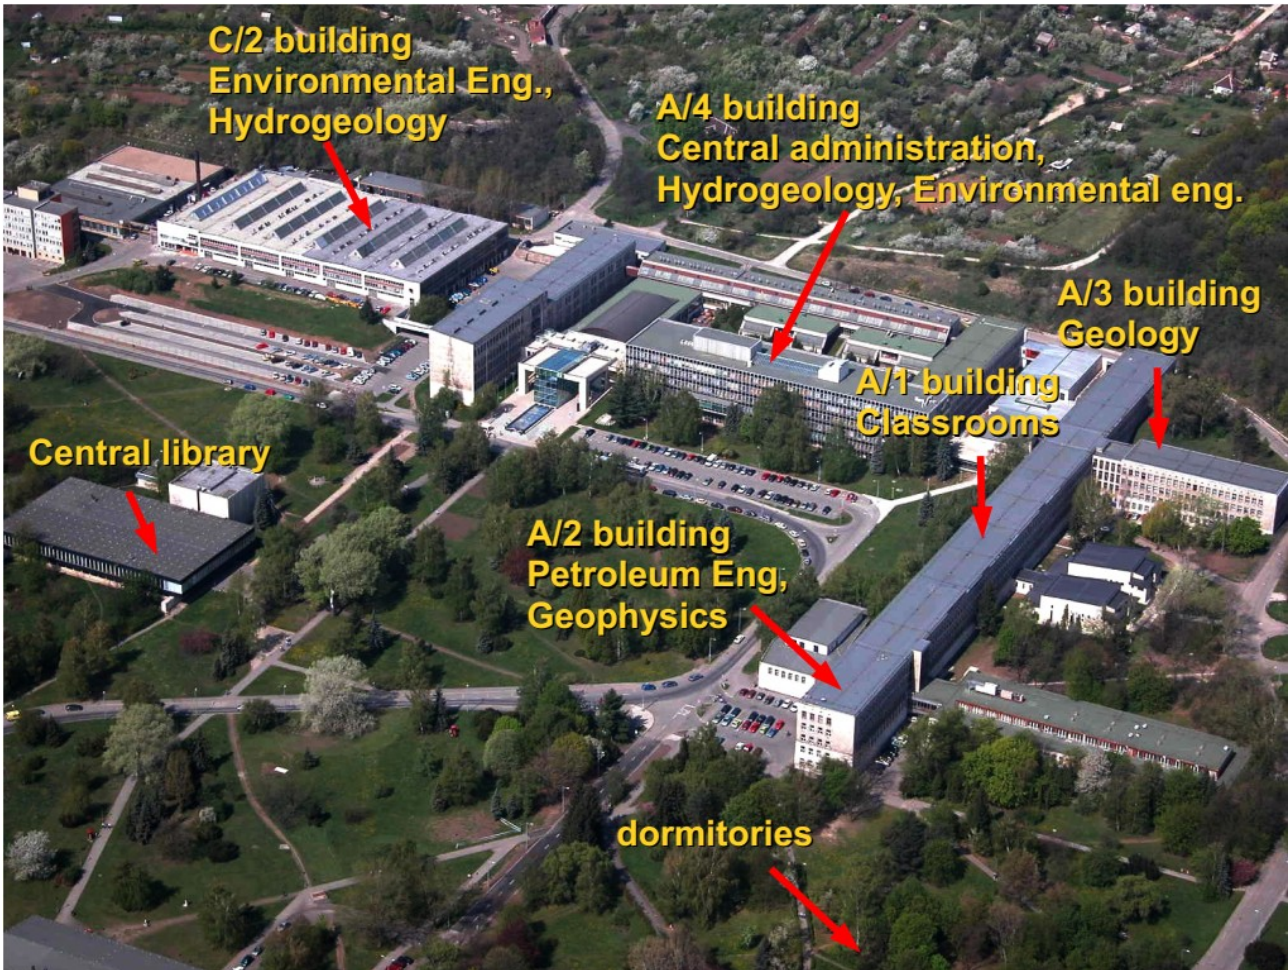 C/2 building
Environmental Eng.,
Hydrogeology
A/4 building
Central administration,
Hydrogeology, Environmental eng.
A/3 building
Geology
A/1 building
Classrooms
Central library
A/2 building
Petroleum Eng,
Geophysics
dormitories